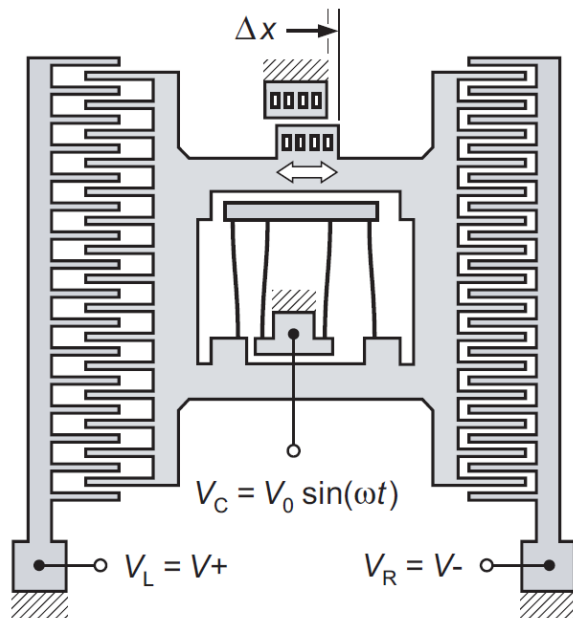 Δx
V_C = V_0 sin(ωt)
V_L = V+
V_R = V-